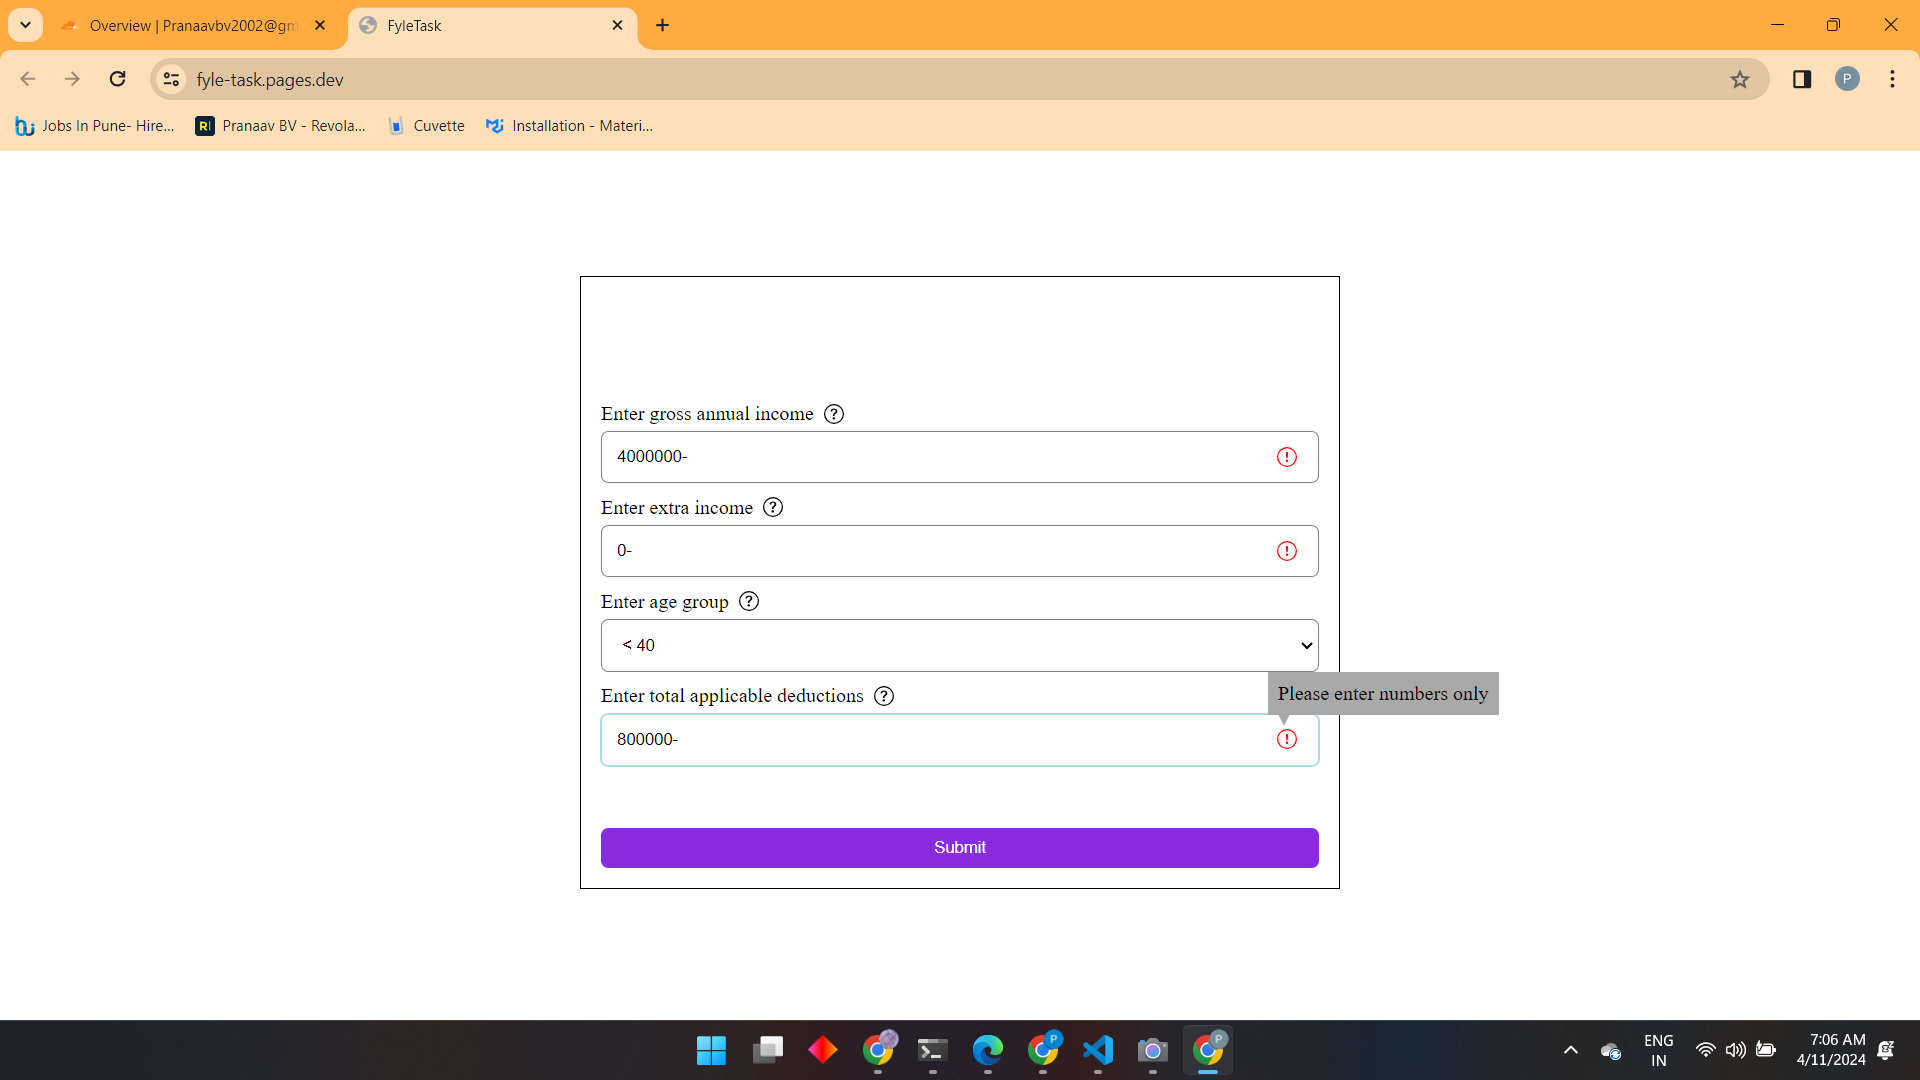 Overview | Pranaavbv2002@gm
FyleTask
fyle-task.pages.dev
P
Jobs In Pune- Hire...
Pranaav BV - Revola...
Cuvette
Installation - Materi...
Enter gross annual income ?
4000000-
Enter extra income ?
0-
Enter age group ?
< 40
Enter total applicable deductions ?
Please enter numbers only
800000-
Submit
ENG
IN
7:06 AM
4/11/2024